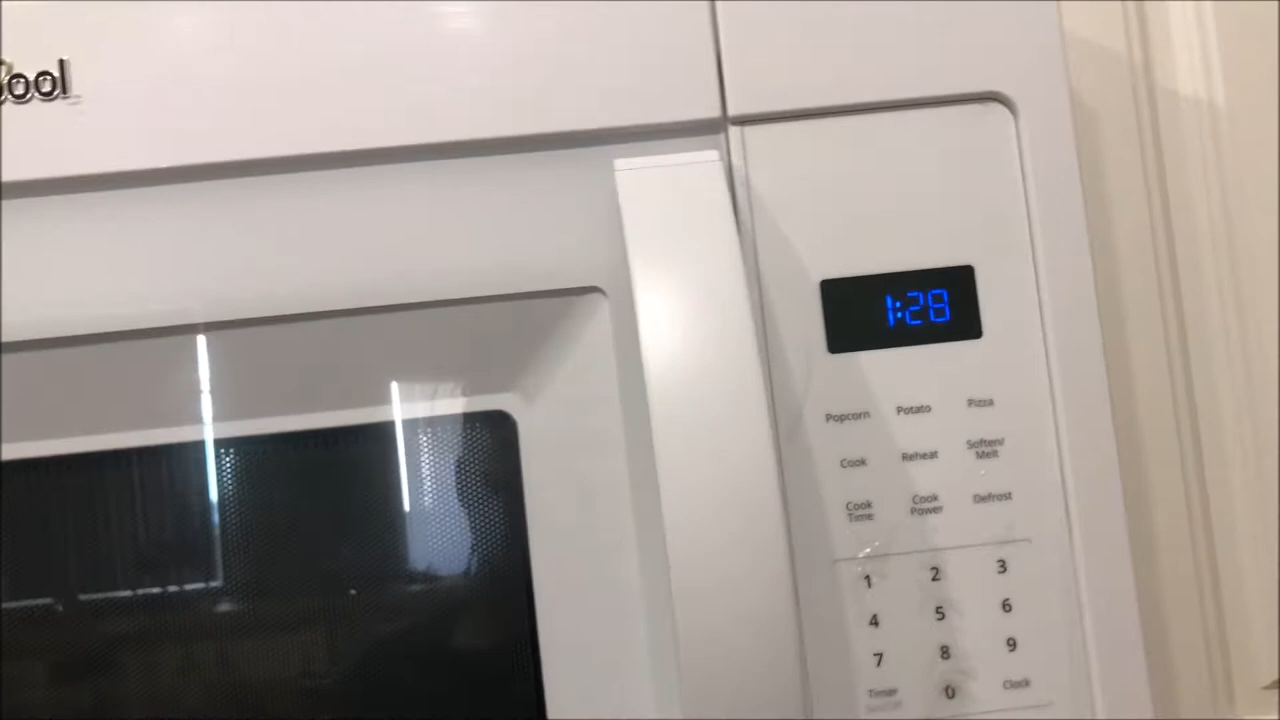 ool
1:28
Popcorn Potato Pizza
Cook Reheat Soften/
Melt
Cook
Time Cook
Power Defrost
1 2 3
4 5 6
7 8 9
Timer 0 Clock